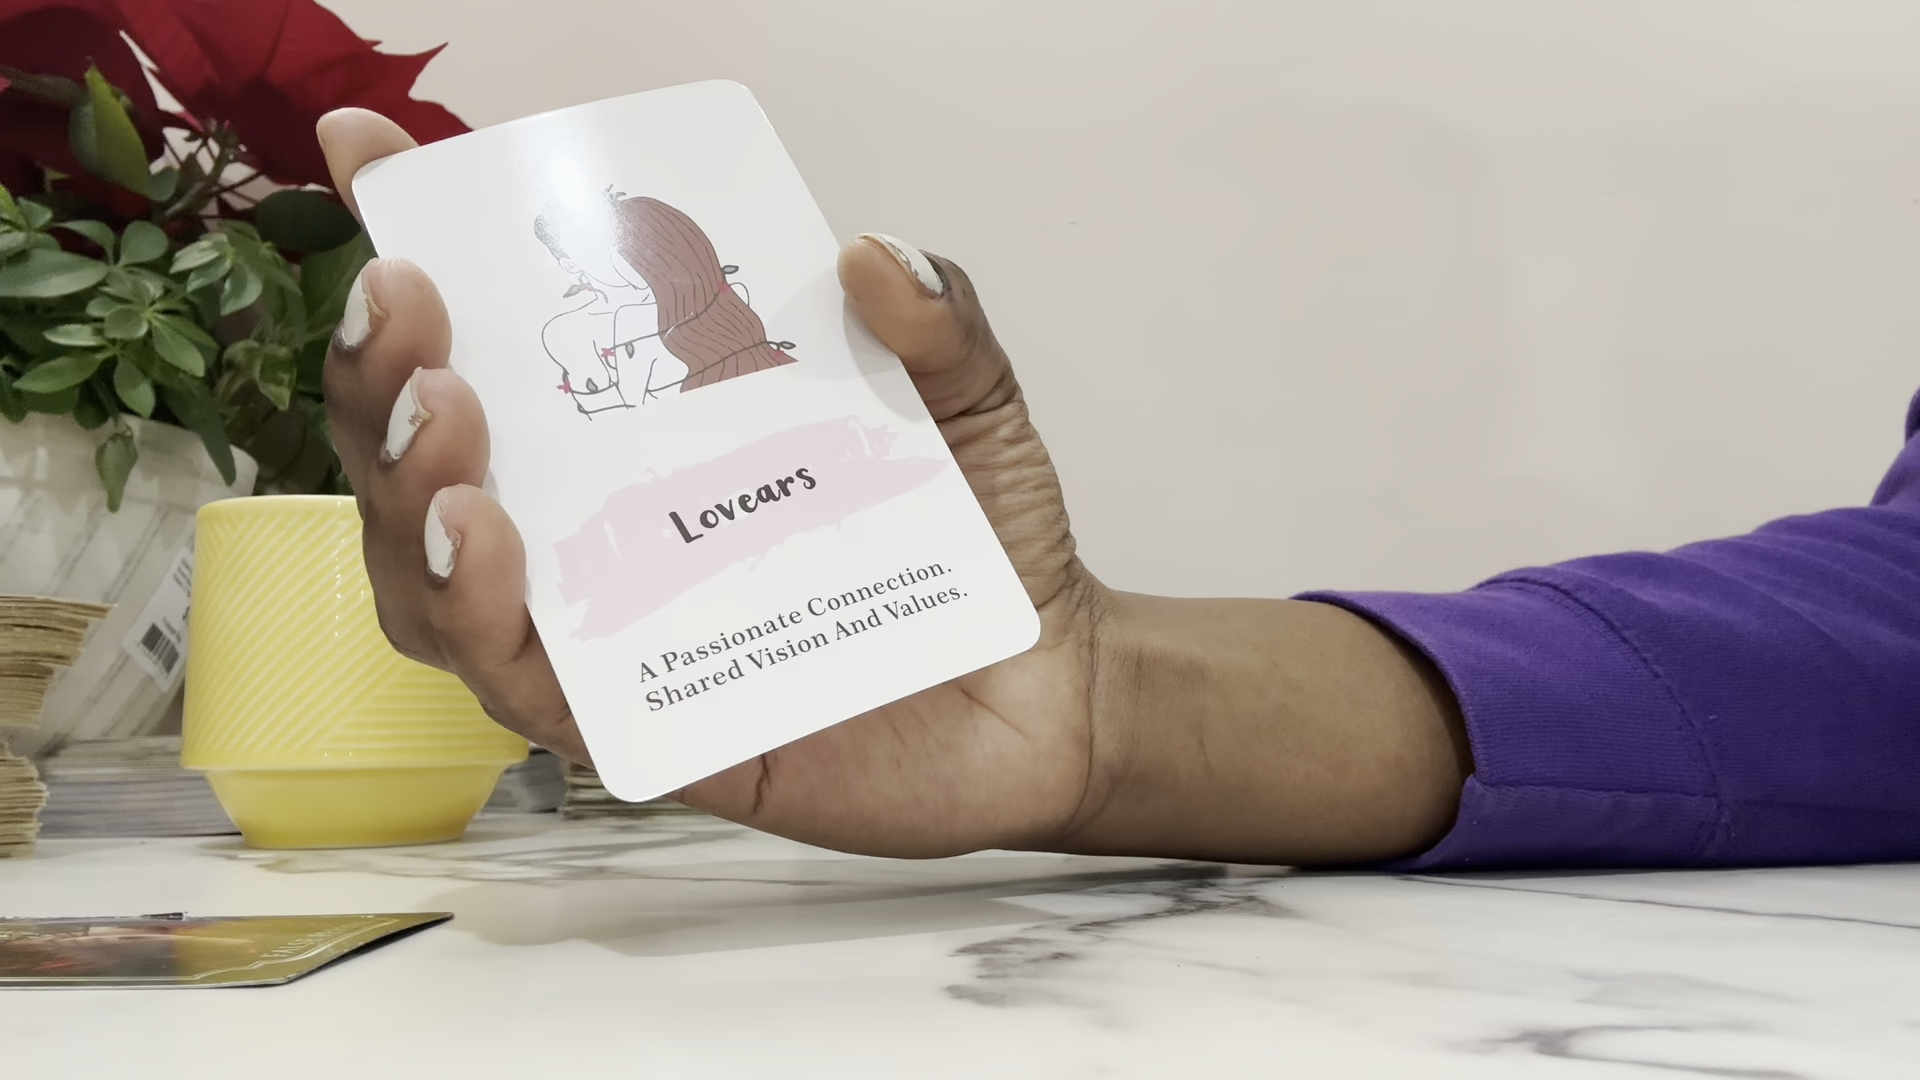 Lovears
A Passionate Connection.
Shared Vision And Values.